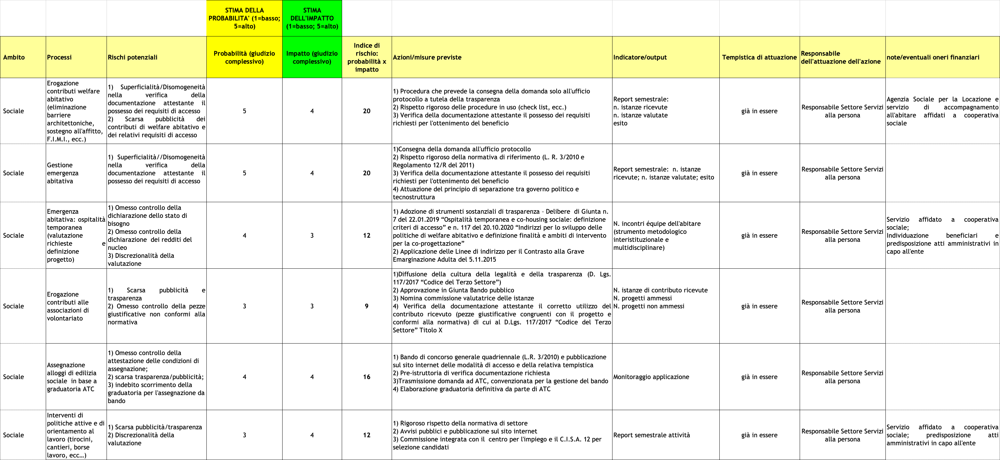 STIMA DELLA
PROBABILITA' (1=basso;
5=alto)
STIMA
DELL'IMPATTO
(1=basso; 5=alto)
Ambito
Processi
Rischi potenziali
Probabilità (giudizio
complessivo)
Impatto (giudizio
complessivo)
Indice di
rischio:
probabilità x
impatto
Azioni/misure previste
Indicatore/output
Tempistica di attuazione
Responsabile
dell'attuazione dell'azione
note/eventuali oneri finanziari
Sociale
Erogazione
contributi welfare
abitativo
(eliminazione
barriere
architettoniche,
sostegno all'affitto,
F.I.M.I., ecc.)
1) Superficialità/Disomogeneità
nella verifica della
documentazione attestante il
possesso dei requisiti di accesso
2) Scarsa pubblicità dei
contributi di welfare abitativo e
dei relativi requisiti di accesso
5
4
20
1) Procedura che prevede la consegna della domanda solo all'ufficio
protocollo a tutela della trasparenza
2) Rispetto rigoroso delle procedure in uso (check list, ecc.)
3) Verifica della documentazione attestante il possesso dei requisiti
richiesti per l'ottenimento del beneficio
Report semestrale:
n. istanze ricevute
n. istanze valutate
esito
già in essere
Responsabile Settore Servizi
alla persona
Agenzia Sociale per la Locazione e
servizio di accompagnamento
all'abitare affidati a cooperativa
sociale
Sociale
Gestione
emergenza
abitativa
1) Superficialità//Disomogeneità
nella verifica della
documentazione attestante il
possesso dei requisiti di accesso
5
4
20
1)Consegna della domanda all'ufficio protocollo
2) Rispetto rigoroso della normativa di riferimento (L. R. 3/2010 e
Regolamento 12/R del 2011)
3) Verifica della documentazione attestante il possesso dei requisiti
richiesti per l'ottenimento del beneficio
4) Attuazione del principio di separazione tra governo politico e
tecnostruttura
Report semestrale:  n. istanze
ricevute; n. istanze valutate; esito
già in essere
Responsabile Settore Servizi
alla persona
Sociale
Emergenza
abitativa: ospitalità
temporanea
(valutazione
richieste e
definizione
progetto)
1) Omesso controllo della
dichiarazione dello stato di
bisogno
2) Omesso controllo della
dichiarazione  dei redditi del
nucleo
3) Discrezionalità della
valutazione
4
3
12
1) Adozione di strumenti sostanziali di trasparenza – Delibere  di Giunta n.
7 del 22.01.2019 “Ospitalità temporanea e co-housing sociale: definizione
criteri di accesso” e n. 117 del 20.10.2020 “Indirizzi per lo sviluppo delle
politiche di welfare abitativo e definizione finalità e ambiti di intervento
per la co-progettazione”
2) Applicazione delle Linee di indirizzo per il Contrasto alla Grave
Emarginazione Adulta del 5.11.2015
N. incontri équipe dell'abitare
(strumento metodologico
interistituzionale e
multidisciplinare)
già in essere
Responsabile Settore Servizi
alla persona
Servizio affidato a cooperativa
sociale;
Individuazione beneficiari e
predisposizione atti amministrativi in
capo all'ente
Sociale
Erogazione
contributi alle
associazioni di
volontariato
1) Scarsa pubblicità e
trasparenza
2) Omesso controllo della pezze
giustificative non conformi alla
normativa
3
3
9
1)Diffusione della cultura della legalità e della trasparenza (D. Lgs.
117/2017 “Codice del Terzo Settore”)
2) Approvazione in Giunta Bando pubblico
3) Nomina commissione valutatrice delle istanze
4) Verifica della documentazione attestante il corretto utilizzo del
contributo ricevuto (pezze giustificative congruenti con il progetto e
conformi alla normativa) di cui al D.Lgs. 117/2017 “Codice del Terzo
Settore” Titolo X
N. istanze di contributo ricevute
N. progetti ammessi
N. progetti non ammessi
già in essere
Responsabile Settore Servizi
alla persona
Sociale
Assegnazione
alloggi di edilizia
sociale  in base a
graduatoria ATC
1) Omesso controllo della
attestazione delle condizioni di
assegnazione;
2) scarsa trasparenza/pubblicità;
3) indebito scorrimento della
graduatoria per l'assegnazione da
bando
4
4
16
1) Bando di concorso generale quadriennale (L.R. 3/2010) e pubblicazione
sul sito internet delle modalità di accesso e della relativa tempistica
2) Pre-istruttoria di verifica documentazione richiesta
3)Trasmissione domanda ad ATC, convenzionata per la gestione del bando
4) Elaborazione graduatoria definitiva da parte di ATC
Monitoraggio applicazione
già in essere
Responsabile Settore Servizi
alla persona
Sociale
Interventi di
politiche attive e di
orientamento al
lavoro (tirocini,
cantieri, borse
lavoro, ecc…)
1) Scarsa pubblicità/trasparenza
2) Discrezionalità della
valutazione
3
4
12
1) Rigoroso rispetto della normativa di settore
2) Avvisi pubblici e pubblicazione sul sito internet
3) Commissione integrata con il  centro per l'impiego e il C.I.S.A. 12 per
selezione candidati
Report semestrale attività
già in essere
Responsabile Settore Servizi
alla persona
Servizio affidato a cooperativa
sociale; predisposizione atti
amministrativi in capo all'ente